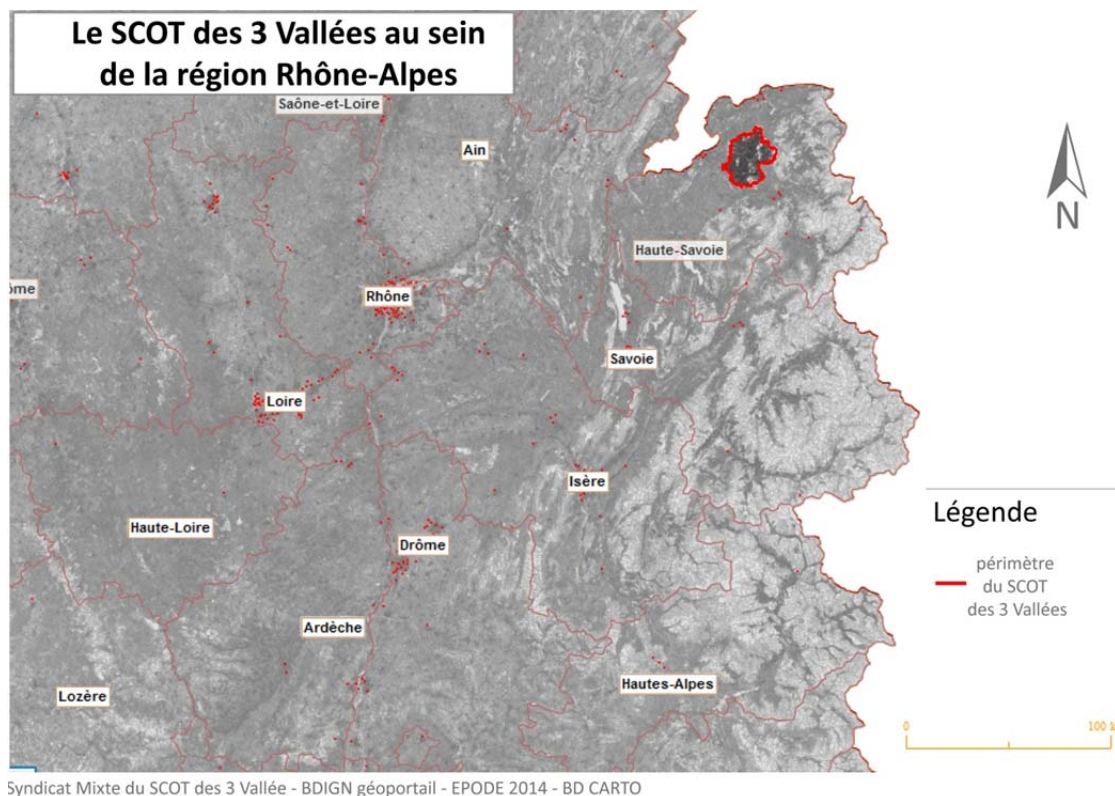 Le SCOT des 3 Vallées au sein
de la région Rhône-Alpes
Saône-et-Loire
Ain
N
Haute-Savoie
Rhône
Savoie
Loire
Isère
Haute-Loire
Drôme
Ardèche
Lozère
Hautes-Alpes
Légende
périmètre
du SCOT
des 3 Vallées
0
100
Syndicat Mixte du SCOT des 3 Vallée - BDIGN géoportail - EPODE 2014 - BD CARTO